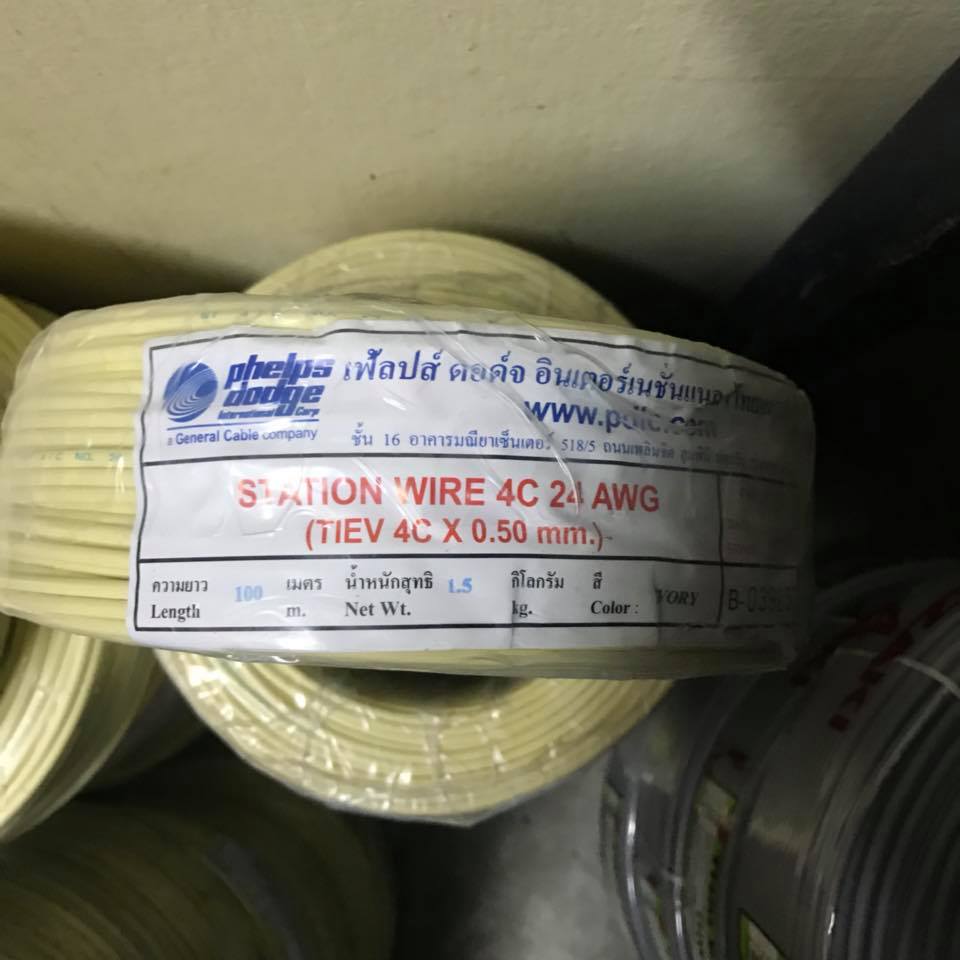 phelps dodge International Corp
a General Cable company
เฟ้ลปส์ ดอด์จ อินเตอร์เนชั่นแนล
www.pdic.com
ชั้น 16 อาคารมณียาเซ็นเตอร์ 518/5 ถนนเพลินจิต
STATION WIRE 4C 24 AWG
(TIEV 4C X 0.50 mm.)
ความยาว 100 เมตร น้ำหนักสุทธิ 1.5 กิโลกรัม สี
Length m. Net Wt. kg. Color : IVORY